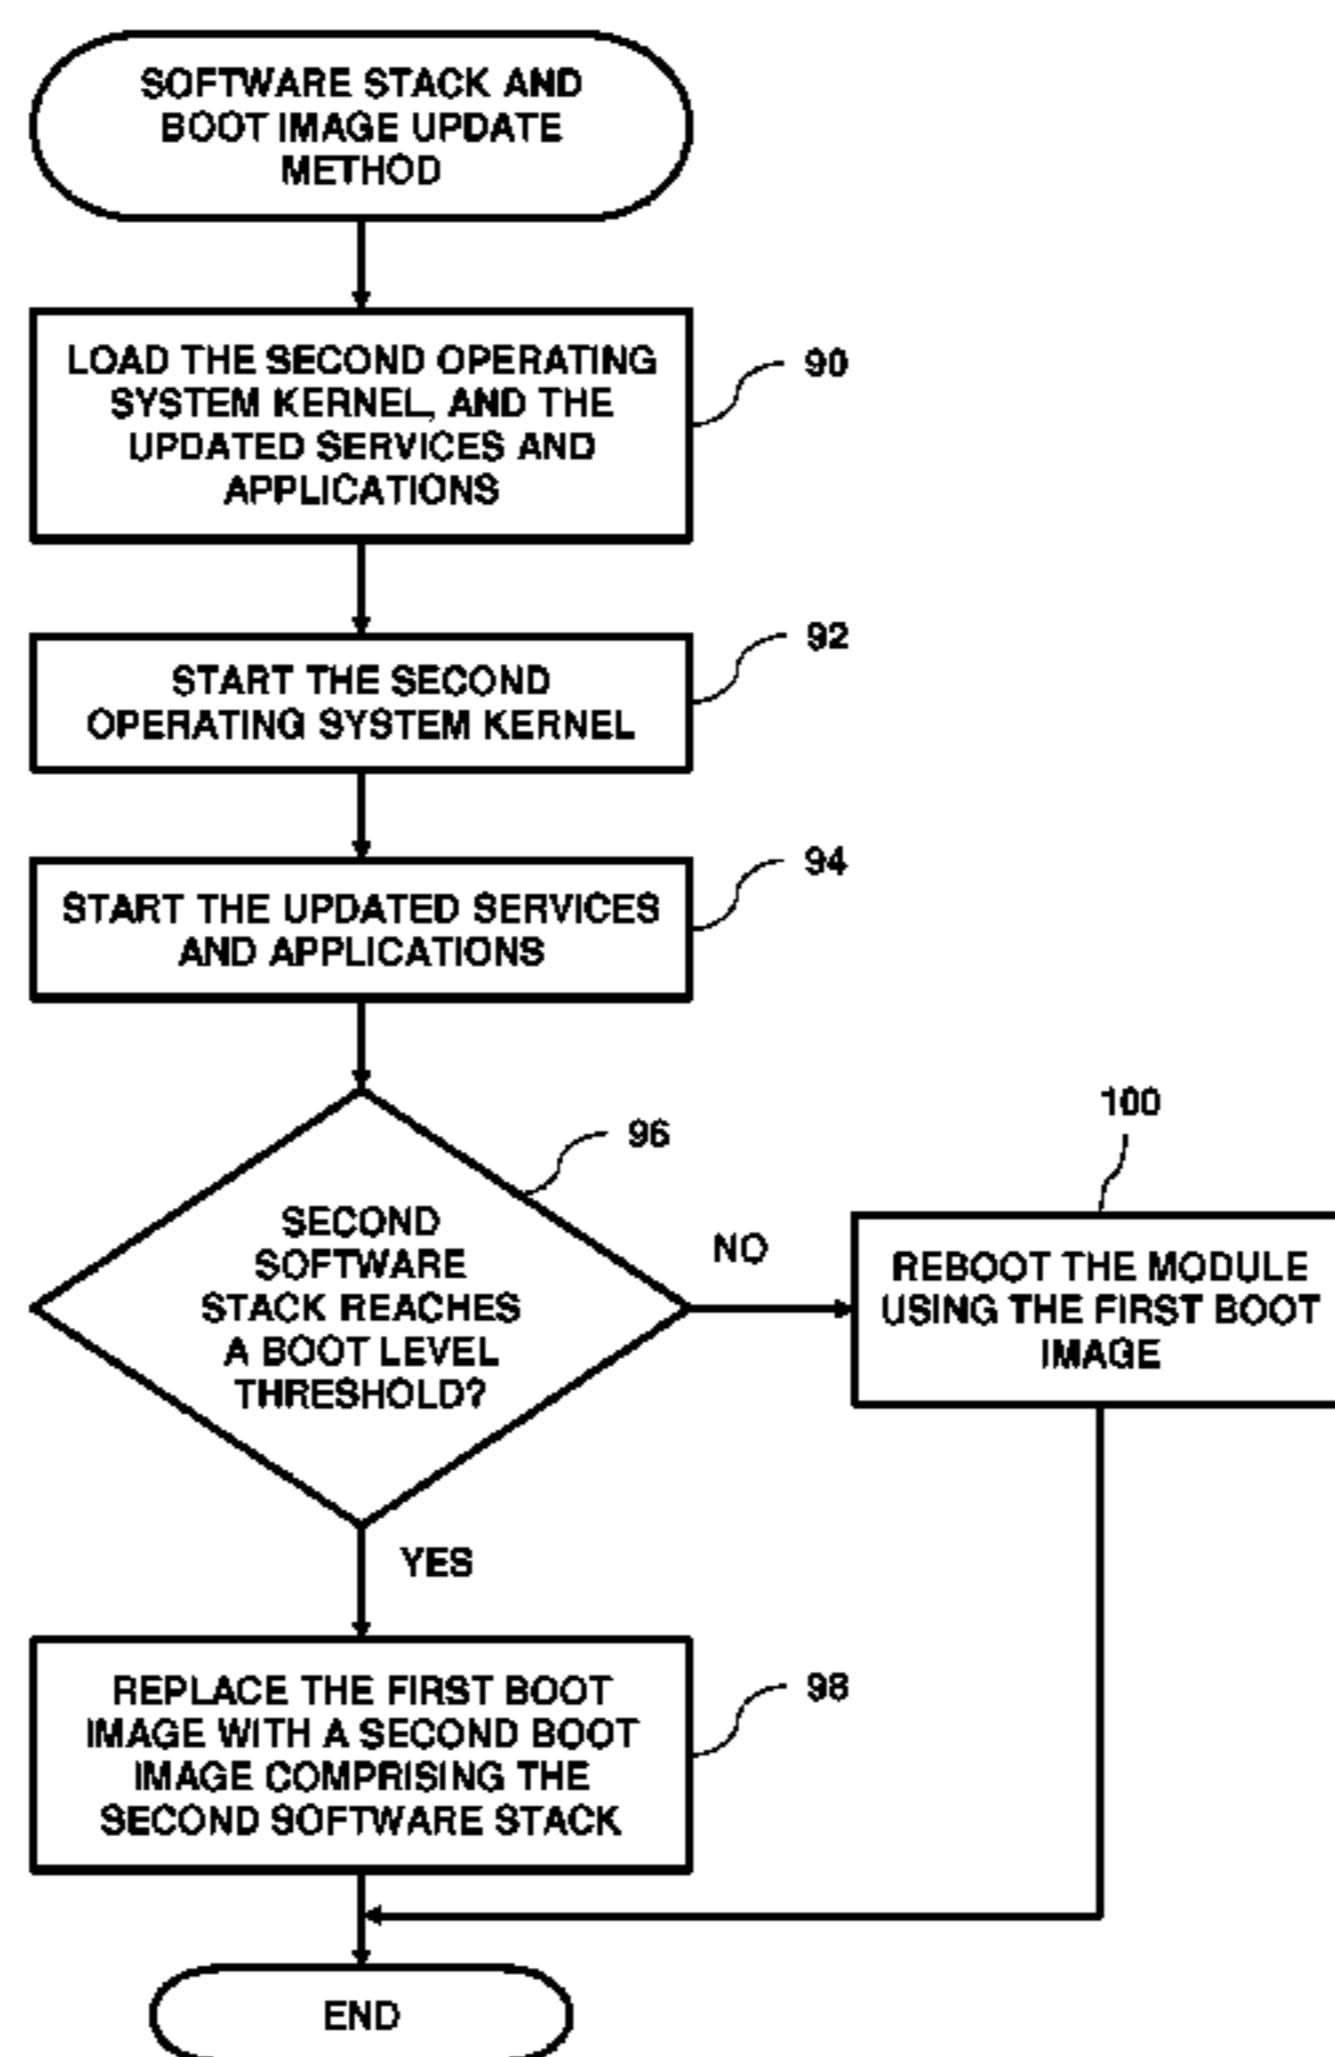 SOFTWARE STACK AND
BOOT IMAGE UPDATE
METHOD
LOAD THE SECOND OPERATING
SYSTEM KERNEL, AND THE
UPDATED SERVICES AND
APPLICATIONS
90
START THE SECOND
OPERATING SYSTEM KERNEL
92
START THE UPDATED SERVICES
AND APPLICATIONS
94
SECOND
SOFTWARE
STACK REACHES
A BOOT LEVEL
THRESHOLD?
96
NO
100
REBOOT THE MODULE
USING THE FIRST BOOT
IMAGE
YES
REPLACE THE FIRST BOOT
IMAGE WITH A SECOND BOOT
IMAGE COMPRISING THE
SECOND SOFTWARE STACK
98
END